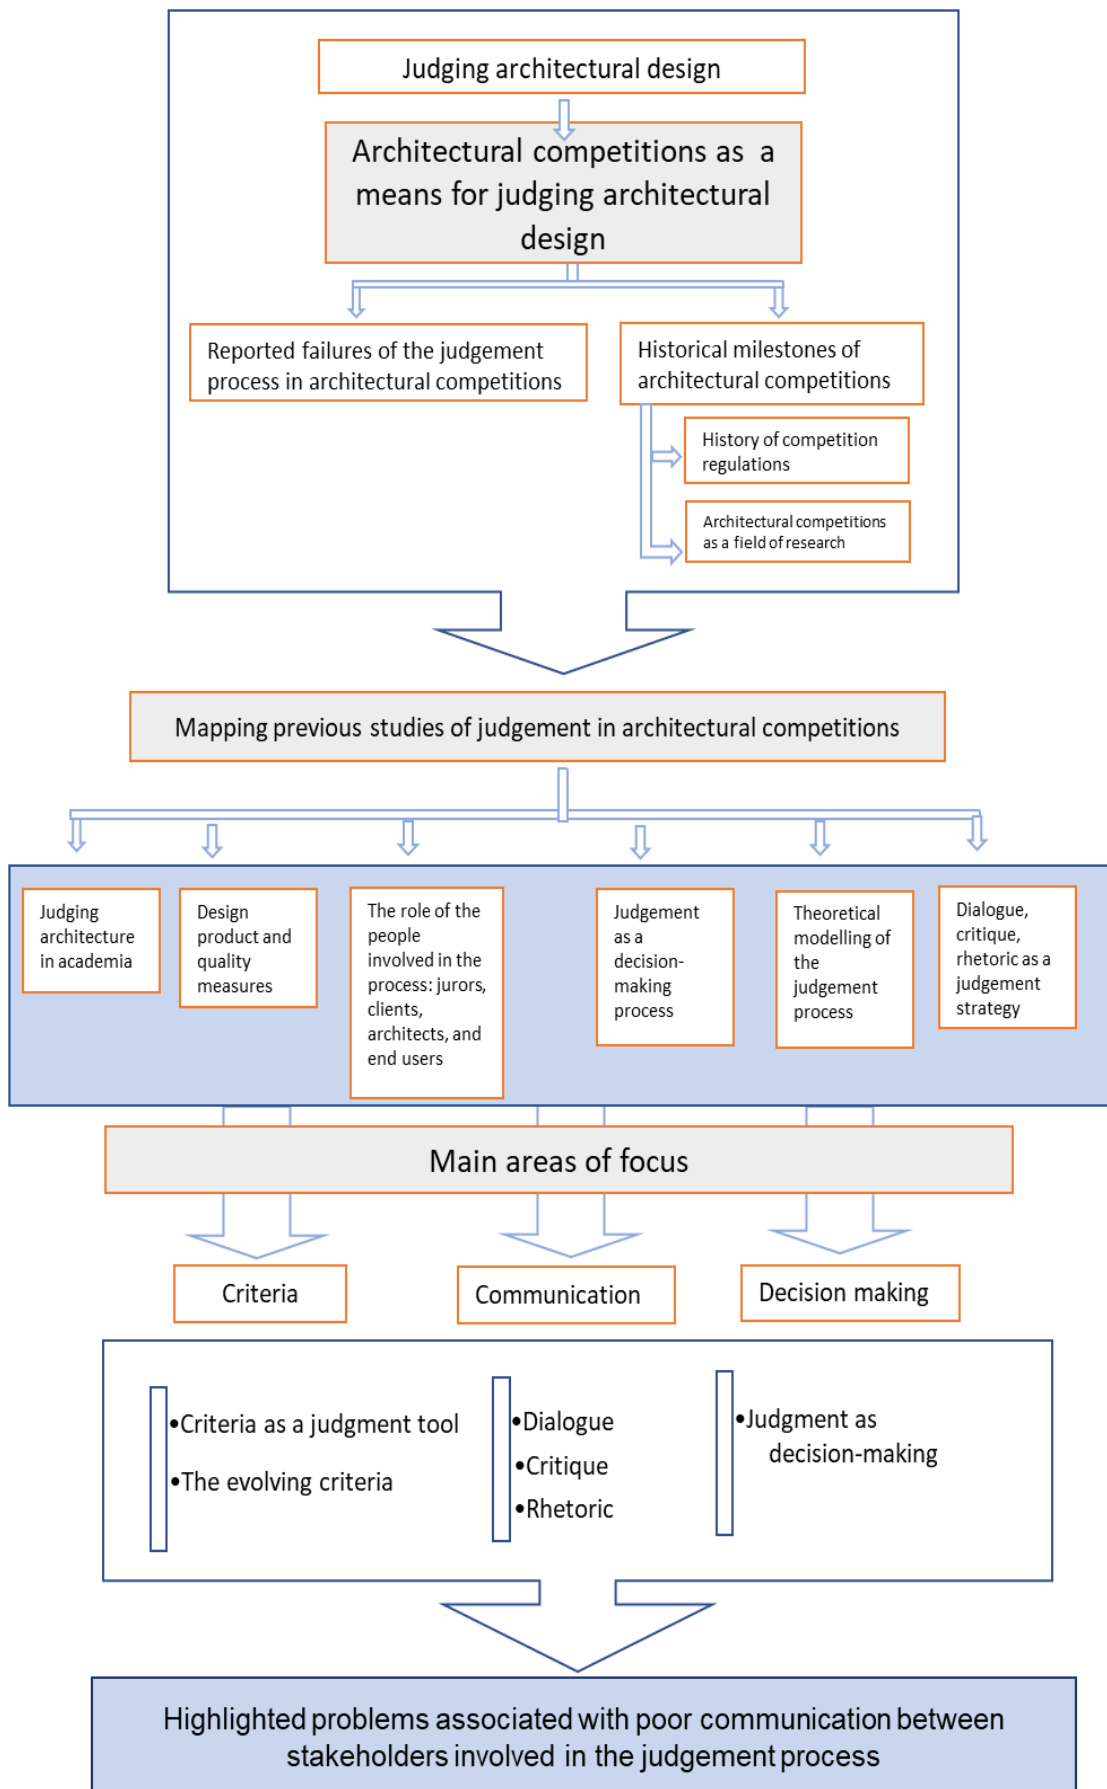 Judging architectural design
Architectural competitions as a
means for judging architectural
design
Reported failures of the judgement
process in architectural competitions
Historical milestones of
architectural competitions
History of competition
regulations
Architectural competitions
as a field of research
Mapping previous studies of judgement in architectural competitions
Judging
architecture
in academia
Design
product and
quality
measures
The role of the
people
involved in the
process: jurors,
clients,
architects, and
end users
Judgement
as a
decision-
making
process
Theoretical
modelling of
the
judgement
process
Dialogue,
critique,
rhetoric as a
judgement
strategy
Main areas of focus
Criteria
Communication
Decision making
•Criteria as a judgment tool
•The evolving criteria
•Dialogue
•Critique
•Rhetoric
•Judgment as
decision-making
Highlighted problems associated with poor communication between
stakeholders involved in the judgement process